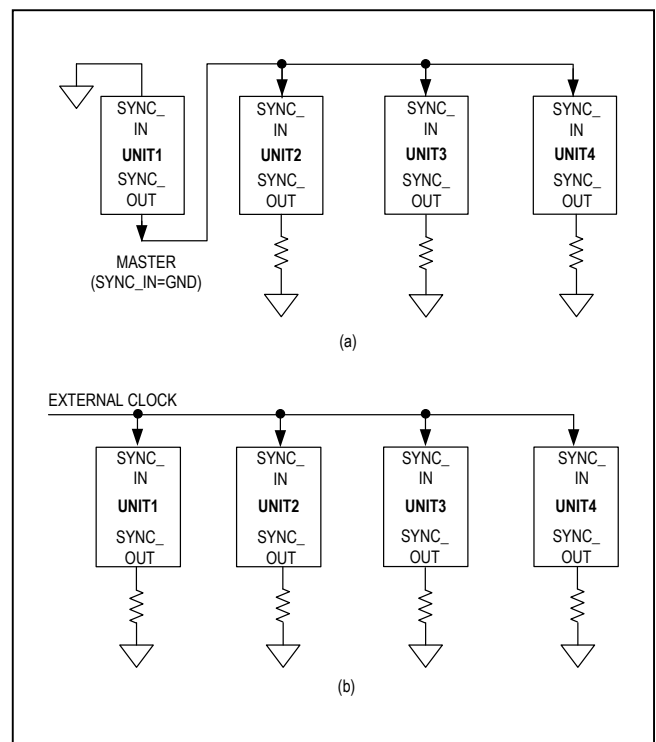 SYNC_
IN
UNIT1
SYNC_
OUT
SYNC_
IN
UNIT2
SYNC_
OUT
SYNC_
IN
UNIT3
SYNC_
OUT
SYNC_
IN
UNIT4
SYNC_
OUT
MASTER
(SYNC_IN=GND)
(a)
EXTERNAL CLOCK
SYNC_
IN
UNIT1
SYNC_
OUT
SYNC_
IN
UNIT2
SYNC_
OUT
SYNC_
IN
UNIT3
SYNC_
OUT
SYNC_
IN
UNIT4
SYNC_
OUT
(b)